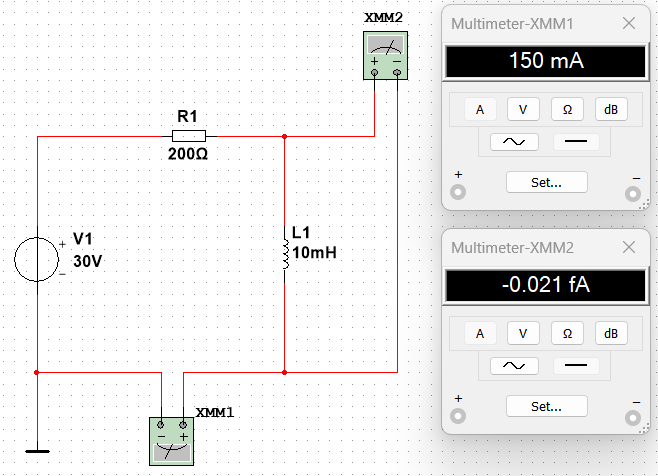 XMM2
R1
200Ω
V1
30V
+
−
L1
10mH
XMM1
+ −
− +
Multimeter-XMM1
150 mA
A V Ω dB
+ −
Set...
Multimeter-XMM2
-0.021 fA
A V Ω dB
+ −
Set...